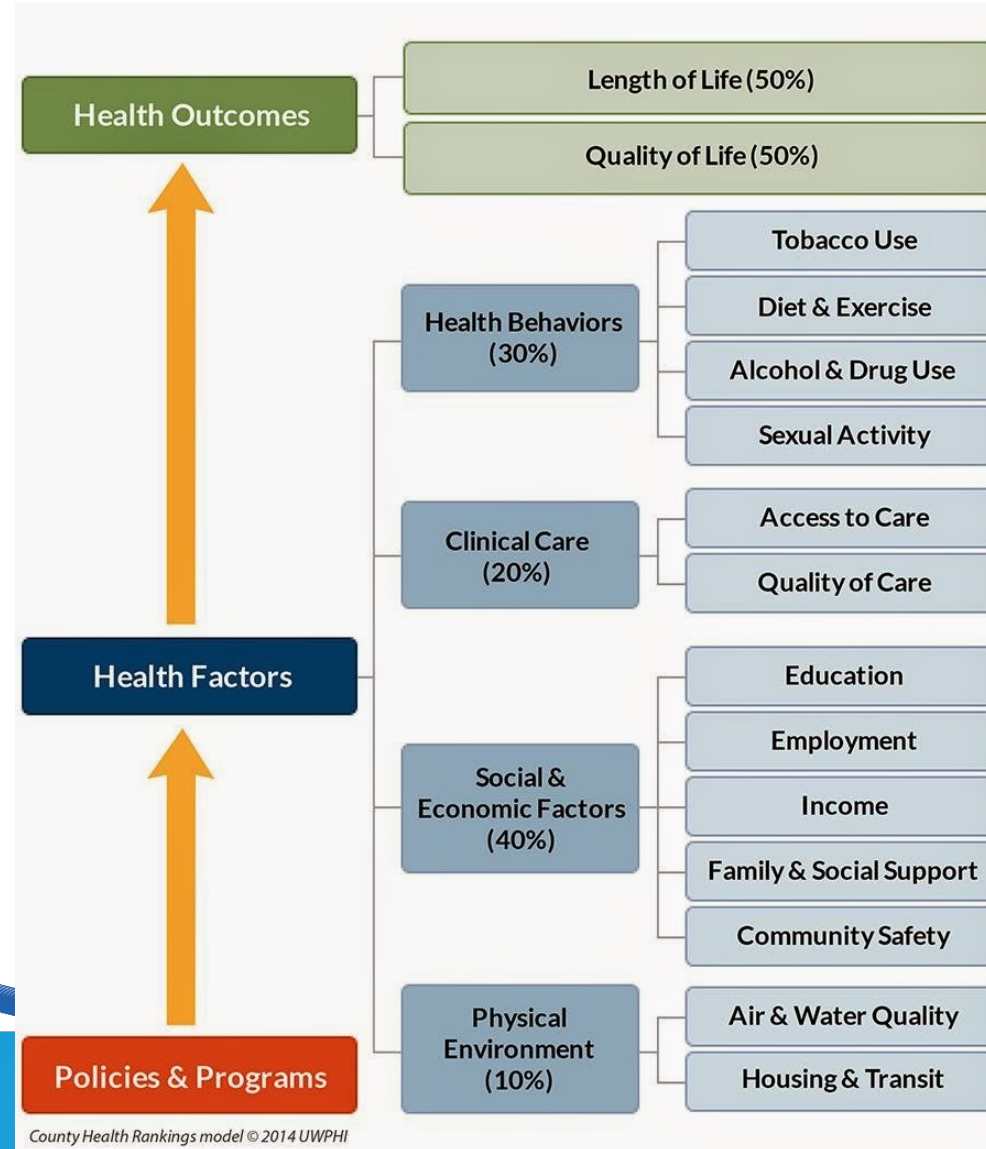 Health Outcomes
Length of Life (50%)
Quality of Life (50%)
Health Factors
Health Behaviors
(30%)
Tobacco Use
Diet & Exercise
Alcohol & Drug Use
Sexual Activity
Clinical Care
(20%)
Access to Care
Quality of Care
Social &
Economic Factors
(40%)
Education
Employment
Income
Family & Social Support
Community Safety
Physical
Environment
(10%)
Air & Water Quality
Housing & Transit
Policies & Programs
County Health Rankings model © 2014 UWPHI